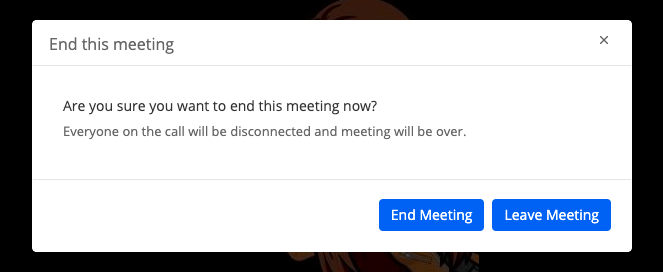 End this meeting
×
Are you sure you want to end this meeting now?
Everyone on the call will be disconnected and meeting will be over.
End Meeting
Leave Meeting